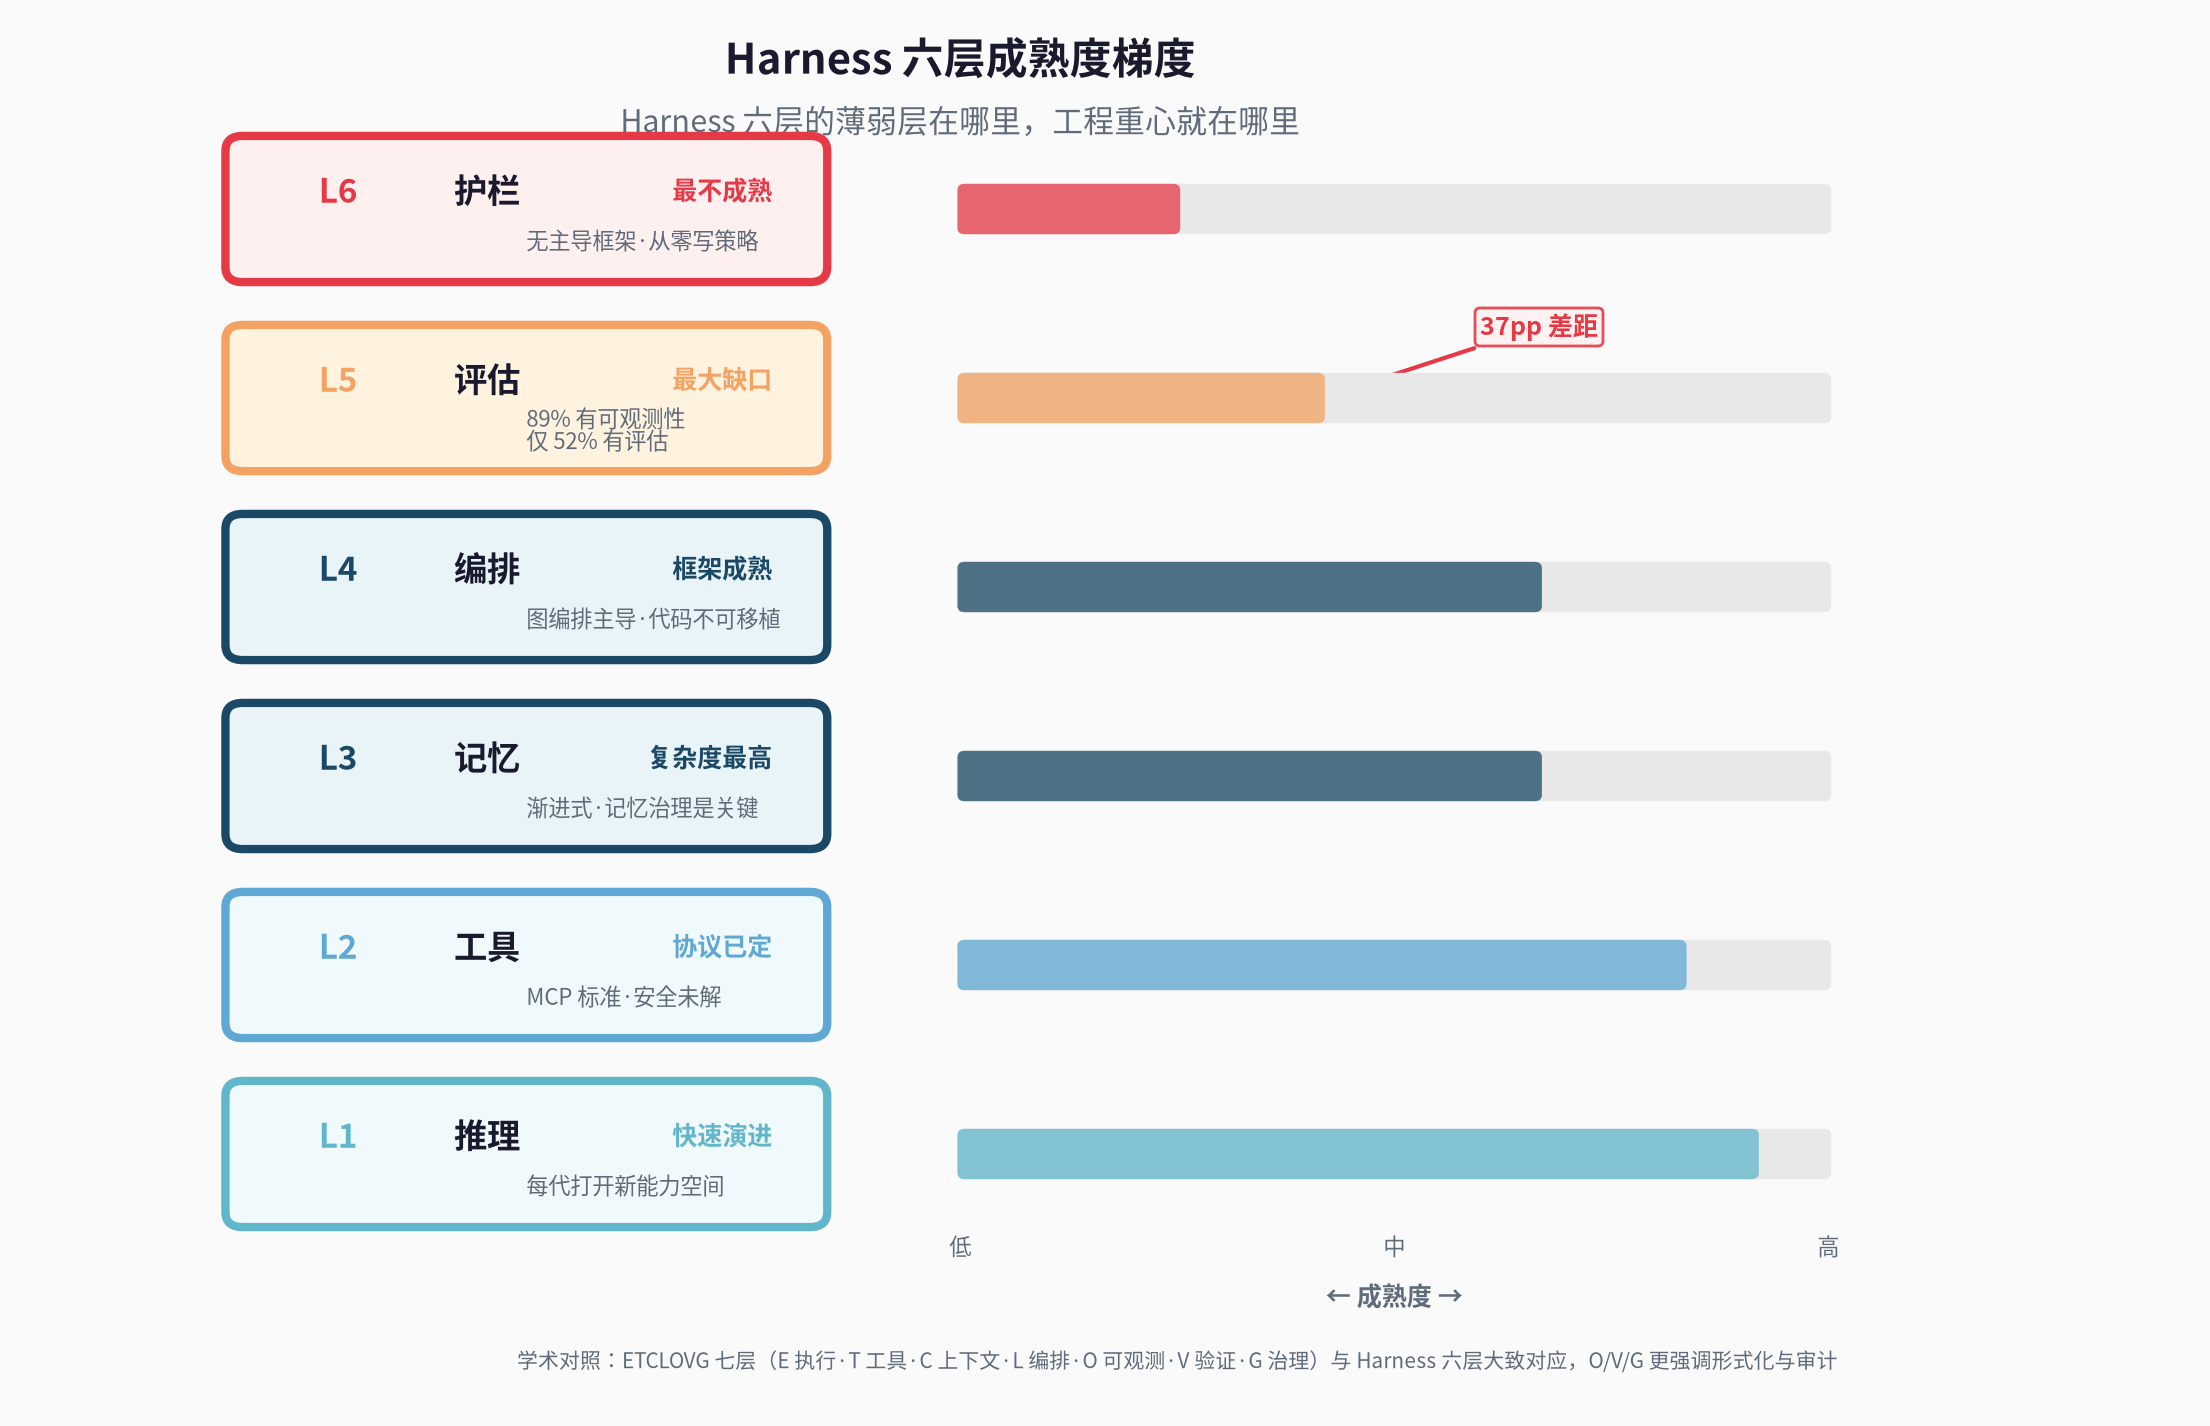 Harness 六层成熟度梯度
Harness 六层的薄弱层在哪里，工程重心就在哪里
L6 护栏 最不成熟
无主导框架·从零写策略
37pp 差距
L5 评估 最大缺口
89% 有可观测性
仅 52% 有评估
L4 编排 框架成熟
图编排主导·代码不可移植
L3 记忆 复杂度最高
渐进式·记忆治理是关键
L2 工具 协议已定
MCP 标准·安全未解
L1 推理 快速演进
每代打开新能力空间
低 中 高
← 成熟度 →
学术对照：ETCLOVG 七层（E 执行·T 工具·C 上下文·L 编排·O 可观测·V 验证·G 治理）与 Harness 六层大致对应，O/V/G 更强调形式化与审计